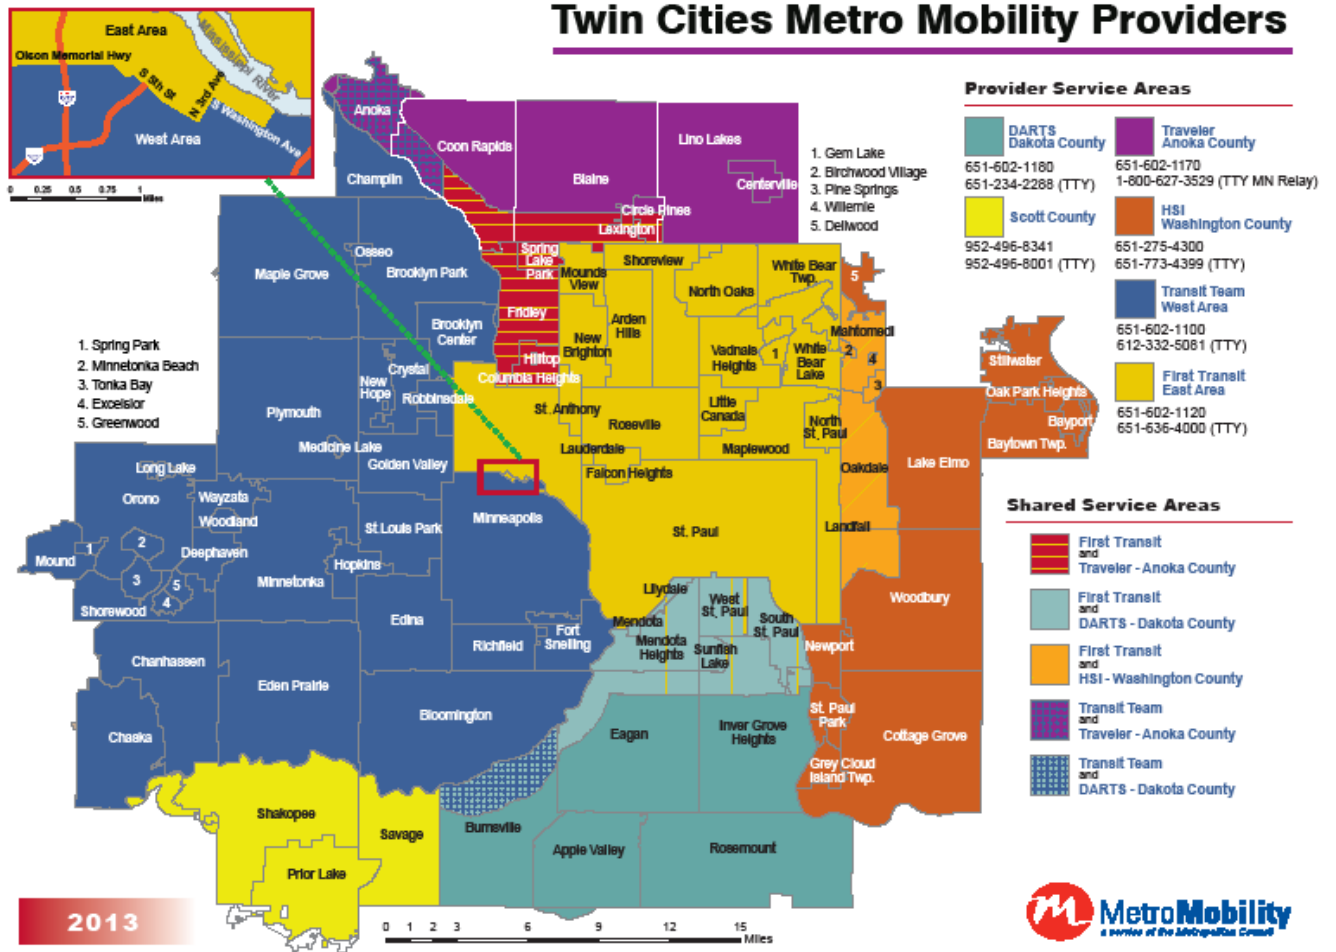 Twin Cities Metro Mobility Providers
East Area
Mississippi River
Olson Memorial Hwy
S 5th St
N 3rd Ave
S Washington Ave
West Area
0 0.25 0.5 0.75 1
Miles
Provider Service Areas
DARTS
Dakota County
651-602-1180
651-234-2288 (TTY)
Traveler
Anoka County
651-602-1170
1-800-627-3529 (TTY MN Relay)
Scott County
952-496-8341
952-496-8001 (TTY)
HSI
Washington County
651-275-4300
651-773-4399 (TTY)
Transit Team
West Area
651-602-1100
612-332-5081 (TTY)
First Transit
East Area
651-602-1120
651-636-4000 (TTY)
Shared Service Areas
First Transit
and
Traveler - Anoka County
First Transit
and
DARTS - Dakota County
First Transit
and
HSI - Washington County
Transit Team
and
Traveler - Anoka County
Transit Team
and
DARTS - Dakota County
1. Gem Lake
2. Birchwood Village
3. Pine Springs
4. Willernie
5. Dellwood
1. Spring Park
2. Minnetonka Beach
3. Tonka Bay
4. Excelsior
5. Greenwood
Anoka
Coon Rapids
Lino Lakes
Champlin
Blaine
Centerville
Circle Pines
Lexington
Osseo
Maple Grove
Brooklyn Park
Spring
Lake
Park
Mounds
View
Shoreview
North Oaks
White Bear
Twp.
5
Fridley
Arden
Hills
Brooklyn
Center
New
Brighton
Vadnais
Heights
1
White
Bear
Lake
Mahtomedi
2
4
3
Hilltop
Columbia Heights
Crystal
New
Hope
Robbinsdale
Plymouth
Medicine Lake
Golden Valley
St. Anthony
Roseville
Little
Canada
North
St. Paul
Lauderdale
Maplewood
Falcon Heights
Oakdale
Lake Elmo
Stillwater
Oak Park Heights
Bayport
Baytown Twp.
Long Lake
Orono
Wayzata
Woodland
Deephaven
Mound
1
2
3
5
4
Shorewood
Minnetonka
St. Louis Park
Hopkins
Minneapolis
St. Paul
Landfall
Edina
Richfield
Fort
Snelling
Lilydale
Mendota
Mendota
Heights
West
St. Paul
South
St. Paul
Sunfish
Lake
Woodbury
Newport
Chanhassen
Eden Prairie
Chaska
Bloomington
Eagan
Inver Grove
Heights
St. Paul
Park
Cottage Grove
Grey Cloud
Island Twp.
Shakopee
Savage
Prior Lake
Burnsville
Apple Valley
Rosemount
2013
0 1 2 3 6 9 12 15
Miles
m
MetroMobility
a service of the Metropolitan Council